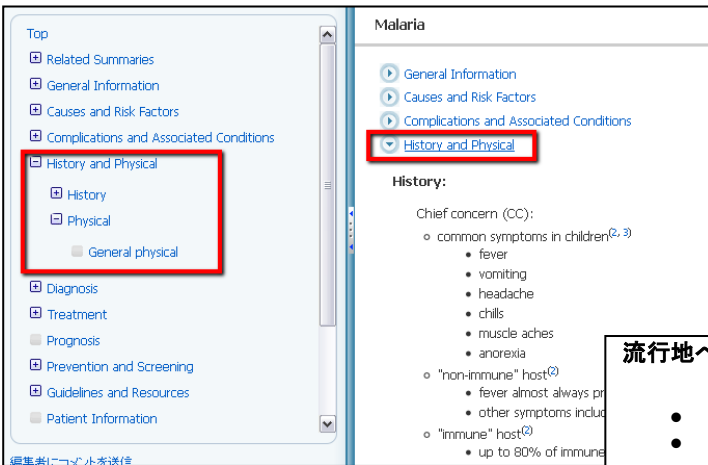 Top
Related Summaries
General Information
Causes and Risk Factors
Complications and Associated Conditions
History and Physical
History
Physical
General physical
Diagnosis
Treatment
Prognosis
Prevention and Screening
Guidelines and Resources
Patient Information
編集者にコメントを送信
Malaria
General Information
Causes and Risk Factors
Complications and Associated Conditions
History and Physical
History:
Chief concern (CC):
common symptoms in children(2, 3)
fever
vomiting
headache
chills
muscle aches
anorexia
"non-immune" host(2)
fever almost always pr
other symptoms includ
"immune" host(2)
up to 80% of immune
流行地へ